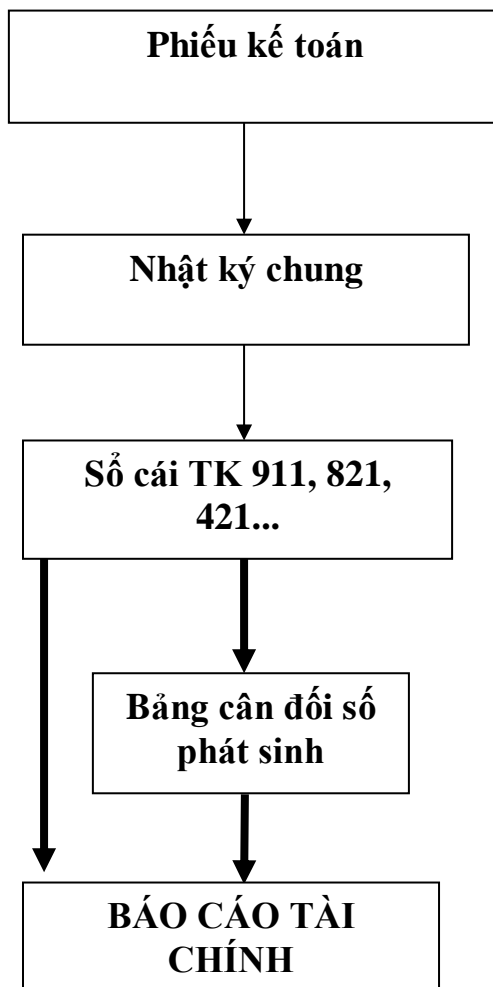 Phiếu kế toán
Nhật ký chung
Sổ cái TK 911, 821,
421...
Bảng cân đối số
phát sinh
BÁO CÁO TÀI
CHÍNH